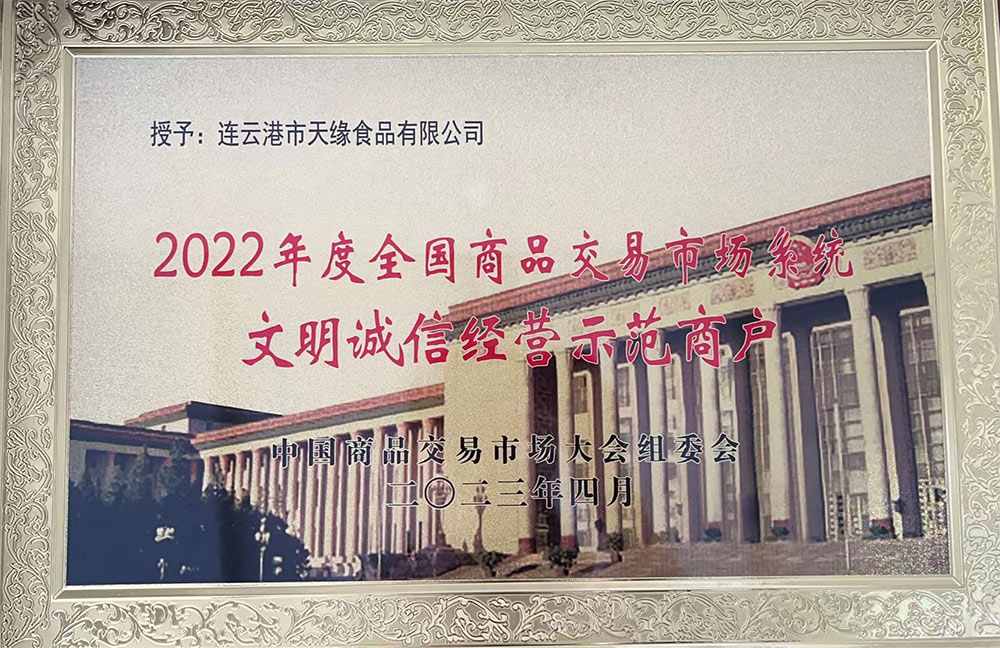 授予：连云港市天缘食品有限公司
2022年度全国商品交易市场系统
文明诚信经营示范商户
中国商品交易市场大会组委会
二〇二三年四月